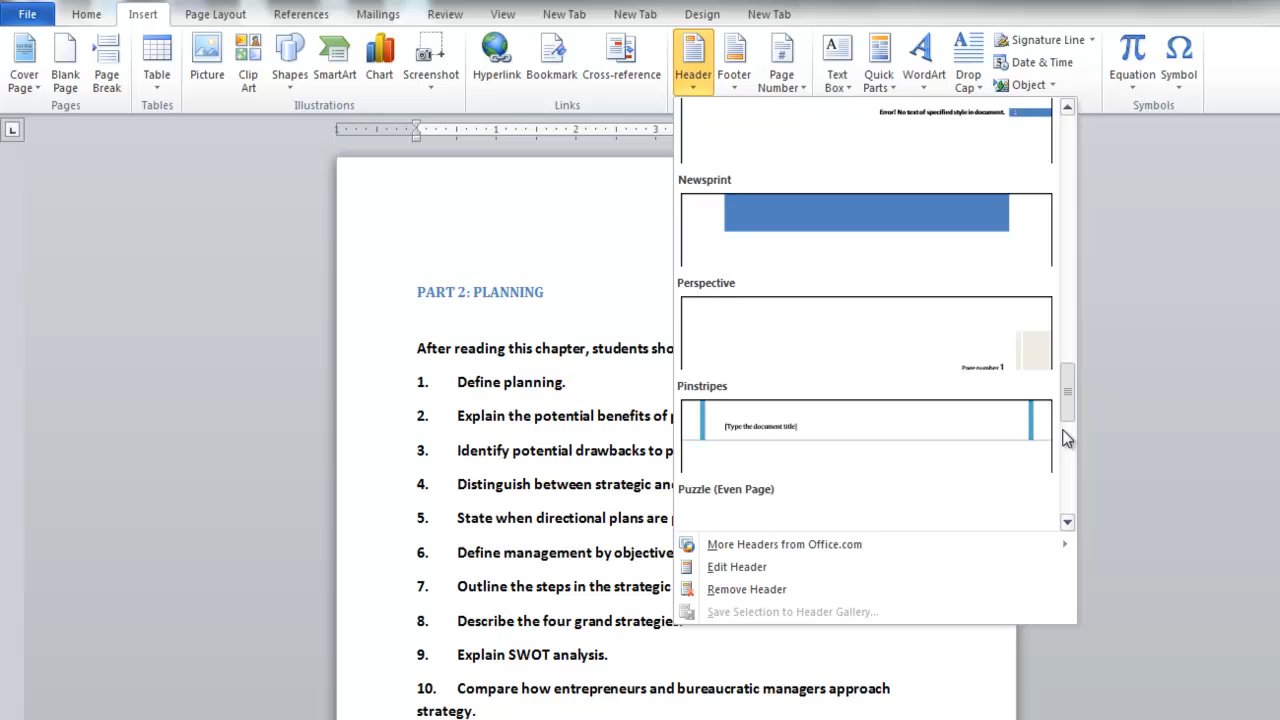 File Home Insert Page Layout References Mailings Review View New Tab New Tab Design New Tab
Cover Page Blank Page Page Break Table Picture Clip Art Shapes SmartArt Chart Screenshot Hyperlink Bookmark Cross-reference Header Footer Page Number Text Box Quick Parts WordArt Drop Cap Signature Line Date & Time Object Equation Symbol
Pages Tables Illustrations Links Symbols
1 1 2 3
Error! No text of specified style in document. 1
Newsprint
Perspective
Page number 1
Pinstripes
[Type the document title]
Puzzle (Even Page)
More Headers from Office.com
Edit Header
Remove Header
Save Selection to Header Gallery...
PART 2: PLANNING
After reading this chapter, students sho
1. Define planning.
2. Explain the potential benefits of p
3. Identify potential drawbacks to p
4. Distinguish between strategic and
5. State when directional plans are p
6. Define management by objective
7. Outline the steps in the strategic
8. Describe the four grand strategies.
9. Explain SWOT analysis.
10. Compare how entrepreneurs and bureaucratic managers approach
strategy.